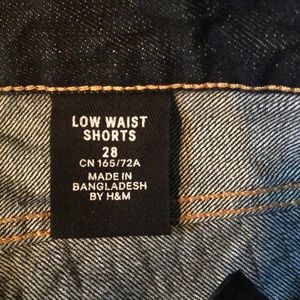 LOW WAIST
SHORTS
28
CN 165/72A
MADE IN
BANGLADESH
BY H&M